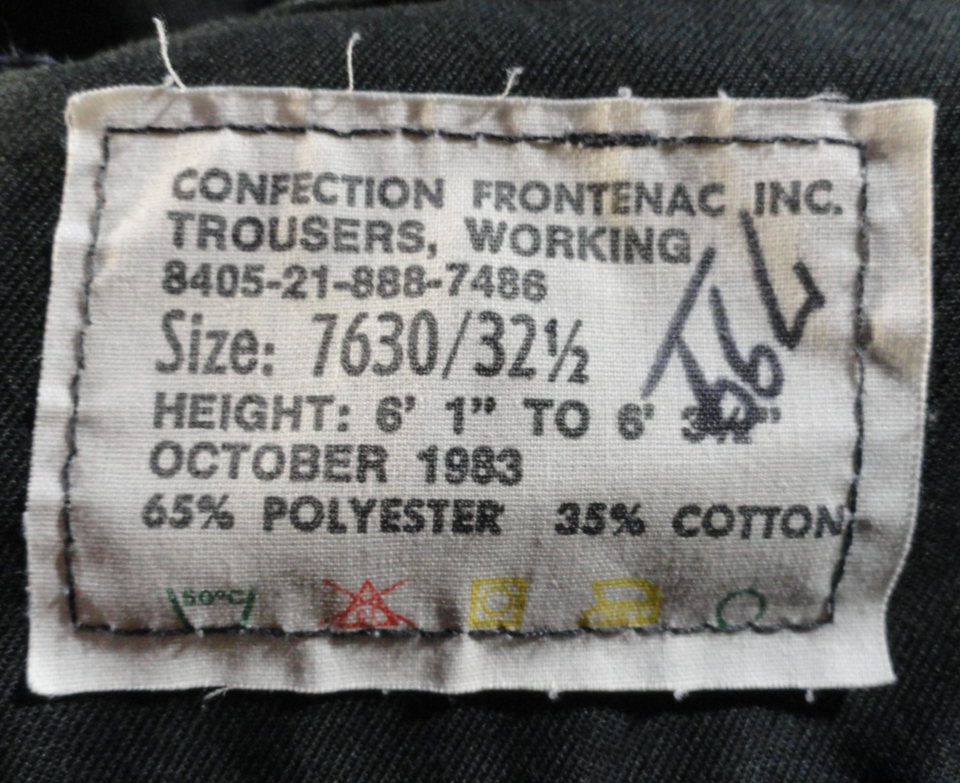 CONFECTION FRONTENAC INC.
TROUSERS, WORKING
8405-21-888-7486
Size: 7630/32½
HEIGHT: 6' 1" TO 6'
OCTOBER 1983
65% POLYESTER 35% COTTON
50°C